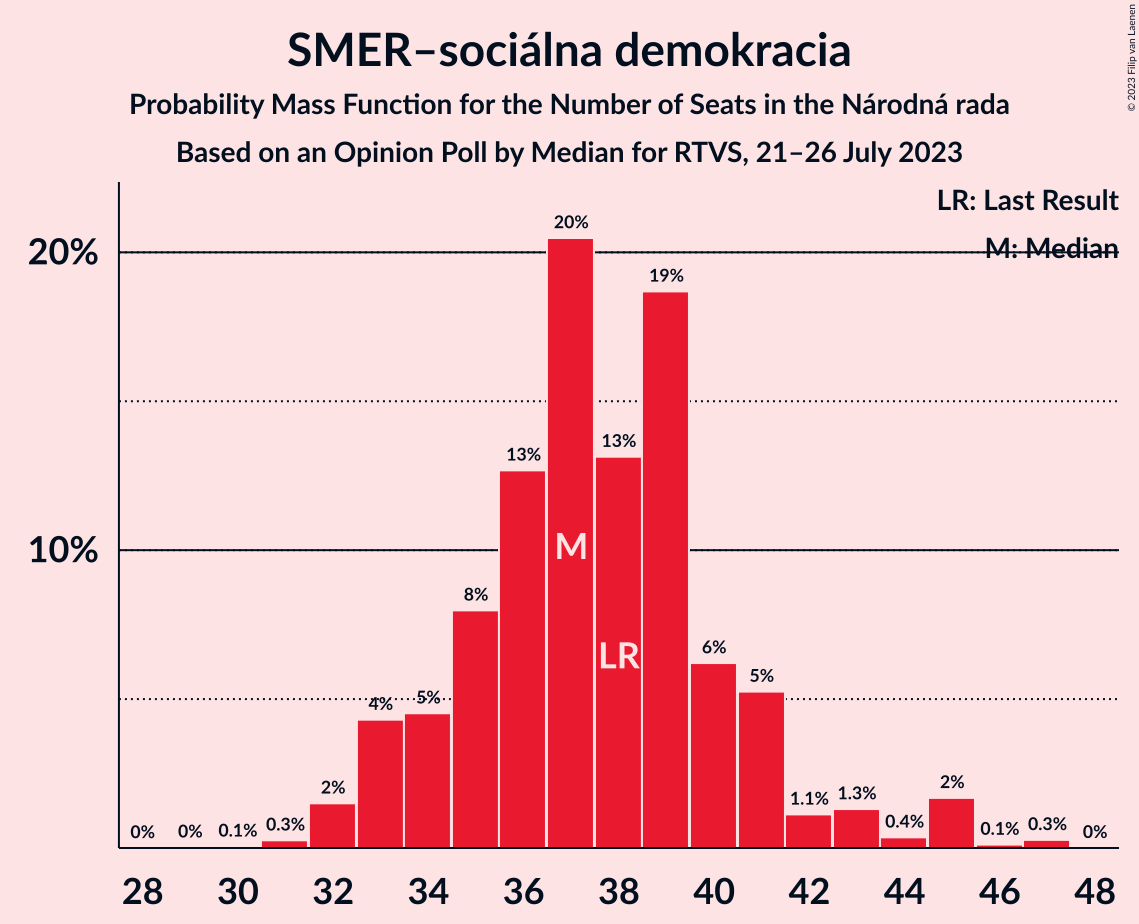 SMER–sociálna demokracia
Probability Mass Function for the Number of Seats in the Národná rada
Based on an Opinion Poll by Median for RTVS, 21–26 July 2023
© 2023 Filip van Laenen
LR: Last Result
M: Median
20%
10%
0%
0%
0.1%
0.3%
2%
4%
5%
8%
13%
20%
13%
19%
6%
5%
1.1%
1.3%
0.4%
2%
0.1%
0.3%
0%
M
LR
28 30 32 34 36 38 40 42 44 46 48